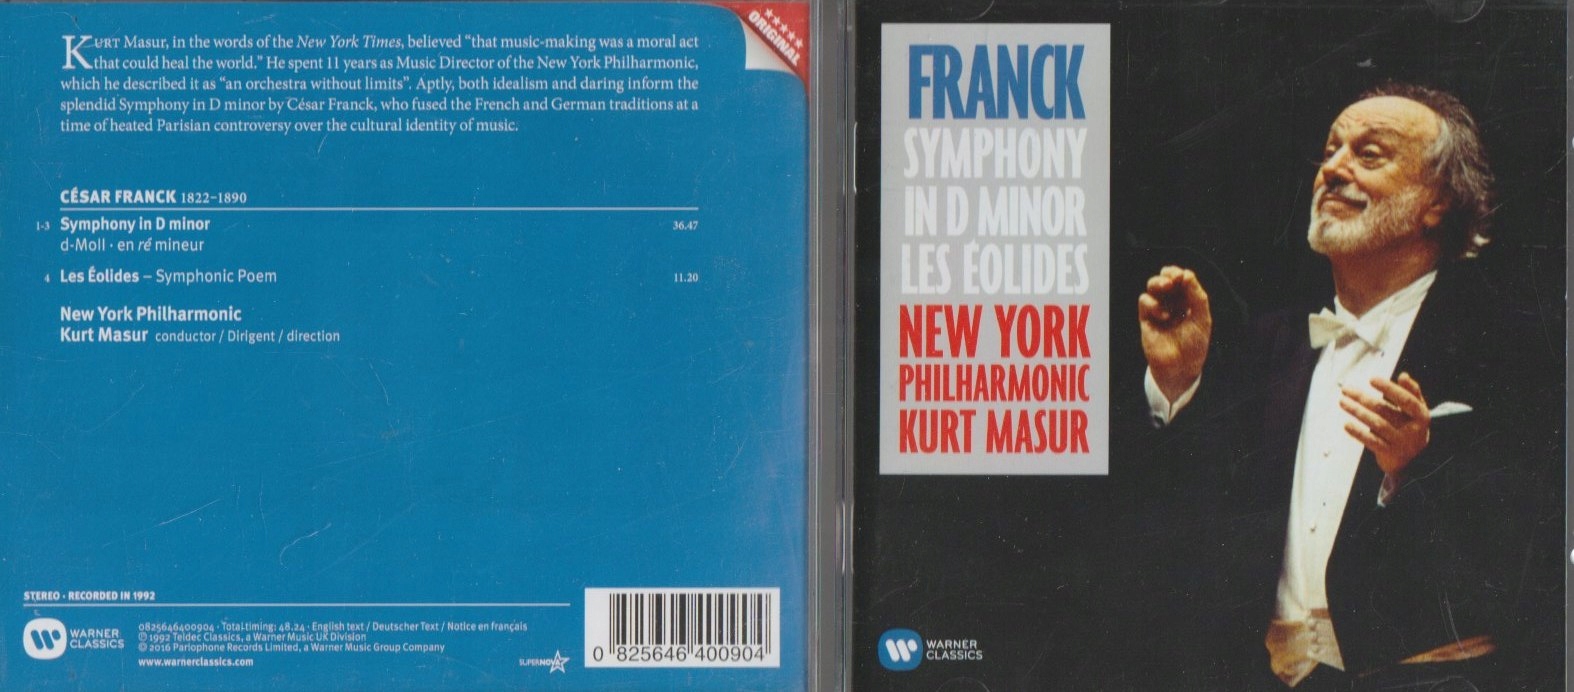 ★★★★★
ORIGINAL
KURT Masur, in the words of the New York Times, believed “that music-making was a moral act
that could heal the world.” He spent 11 years as Music Director of the New York Philharmonic,
which he described it as “an orchestra without limits”. Aptly, both idealism and daring inform the
splendid Symphony in D minor by César Franck, who fused the French and German traditions at a
time of heated Parisian controversy over the cultural identity of music.
CÉSAR FRANCK 1822–1890
1-3 Symphony in D minor 36.47
d-Moll · en ré mineur
4 Les Éolides – Symphonic Poem 11.20
New York Philharmonic
Kurt Masur conductor / Dirigent / direction
STEREO · RECORDED IN 1992
WARNER
CLASSICS
0825646400904 · Total timing: 48.24 · English text / Deutscher Text / Notice en français
℗ 1992 Teldec Classics, a Warner Music UK Division
© 2016 Parlophone Records Limited, a Warner Music Group Company
www.warnerclassics.com
SUPERNOVA
0 825646 400904
FRANCK
SYMPHONY
IN D MINOR
LES ÉOLIDES
NEW YORK
PHILHARMONIC
KURT MASUR
WARNER
CLASSICS